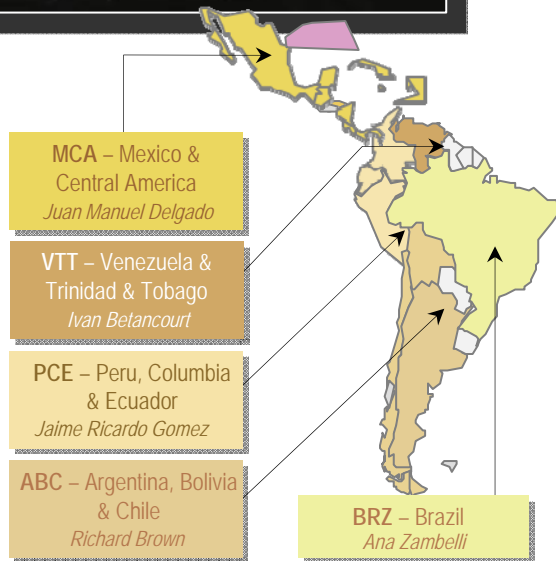 MCA – Mexico &
Central America
Juan Manuel Delgado
VTT – Venezuela &
Trinidad & Tobago
Ivan Betancourt
PCE – Peru, Columbia
& Ecuador
Jaime Ricardo Gomez
ABC – Argentina, Bolivia
& Chile
Richard Brown
BRZ – Brazil
Ana Zambelli